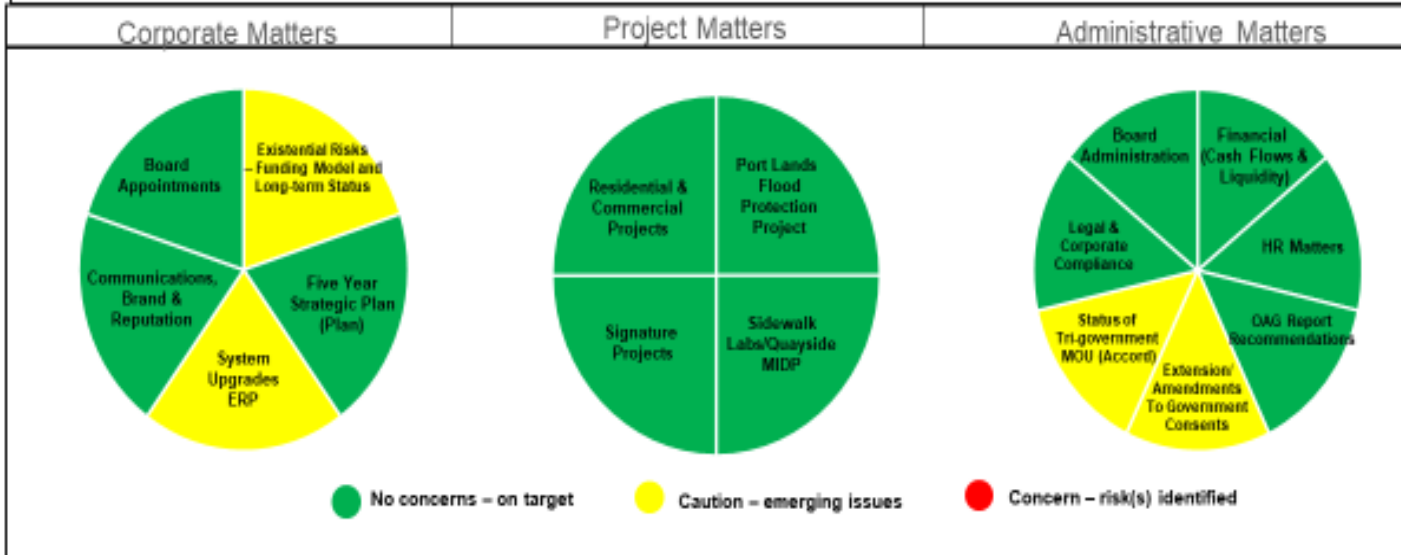 Corporate Matters
Project Matters
Administrative Matters
Board
Appointments
Existential Risks
– Funding Model and
Long-term Status
Communications,
Brand &
Reputation
Five Year
Strategic Plan
(Plan)
System
Upgrades
ERP
Residential &
Commercial
Projects
Port Lands
Flood
Protection
Project
Signature
Projects
Sidewalk
Labs/Quayside
MIDP
Board
Administration
Financial
(Cash Flows &
Liquidity)
Legal &
Corporate
Compliance
HR Matters
Status of
Tri-government
MOU (Accord)
Extension/
Amendments
To Government
Consents
OAG Report
Recommendations
No concerns – on target
Caution – emerging issues
Concern – risk(s) identified